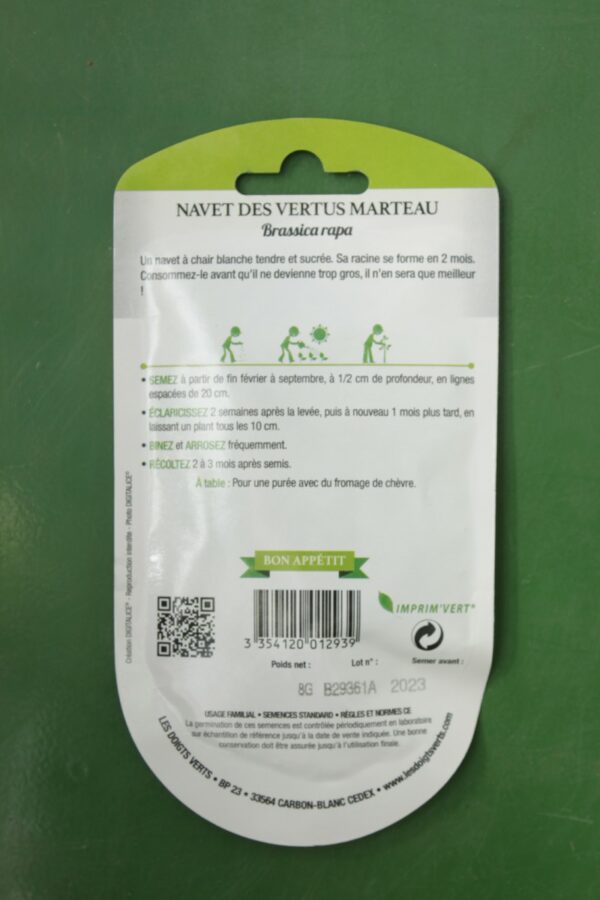 NAVET DES VERTUS MARTEAU
Brassica rapa
Un navet à chair blanche tendre et sucrée. Sa racine se forme en 2 mois.
Consommez-le avant qu'il ne devienne trop gros, il n'en sera que meilleur
!
• SEMEZ à partir de fin février à septembre, à 1/2 cm de profondeur, en lignes
espacées de 20 cm.
• ÉCLAIRCISSEZ 2 semaines après la levée, puis à nouveau 1 mois plus tard, en
laissant un plant tous les 10 cm.
• BINEZ et ARROSEZ fréquemment.
• RÉCOLTEZ 2 à 3 mois après semis.
À table : Pour une purée avec du fromage de chèvre.
Création DIGITALICE® - Reproduction interdite - Photo DIGITALICE®
BON APPÉTIT
IMPRIM'VERT®
3 354120 012939
Poids net : Lot n° : Semer avant :
8G B29361A 2023
USAGE FAMILIAL • SEMENCES STANDARD • RÈGLES ET NORMES CE
La germination de ces semences est contrôlée périodiquement en laboratoire
sur échantillon de référence jusqu'à la date de vente indiquée. Une bonne
conservation doit être assurée jusqu'à l'utilisation finale.
LES DOIGTS VERTS • BP 23 • 33564 CARBON-BLANC CEDEX • www.lesdoigtsverts.com